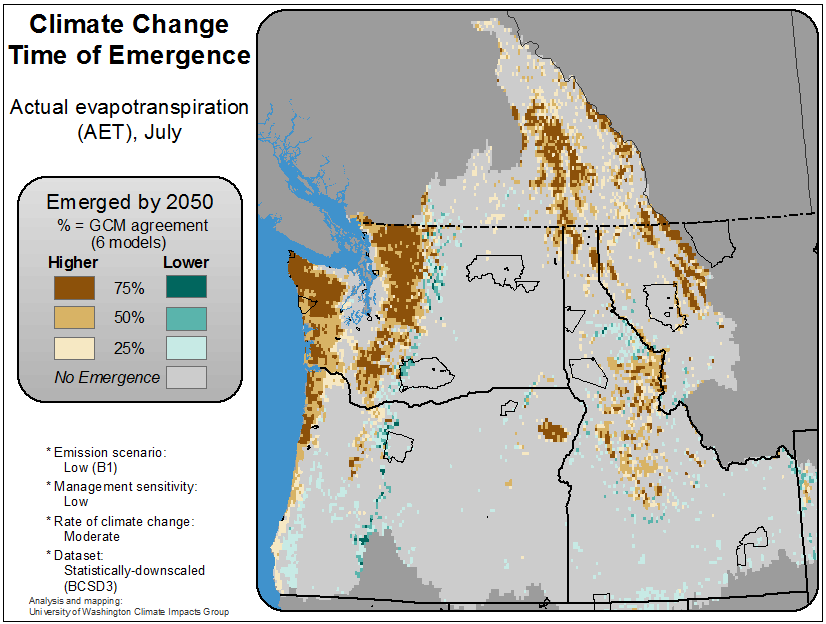 Climate Change
Time of Emergence
Actual evapotranspiration
(AET), July
Emerged by 2050
% = GCM agreement
(6 models)
Higher Lower
75%
50%
25%
No Emergence
* Emission scenario:
Low (B1)
* Management sensitivity:
Low
* Rate of climate change:
Moderate
* Dataset:
Statistically-downscaled
(BCSD3)
Analysis and mapping:
University of Washington Climate Impacts Group